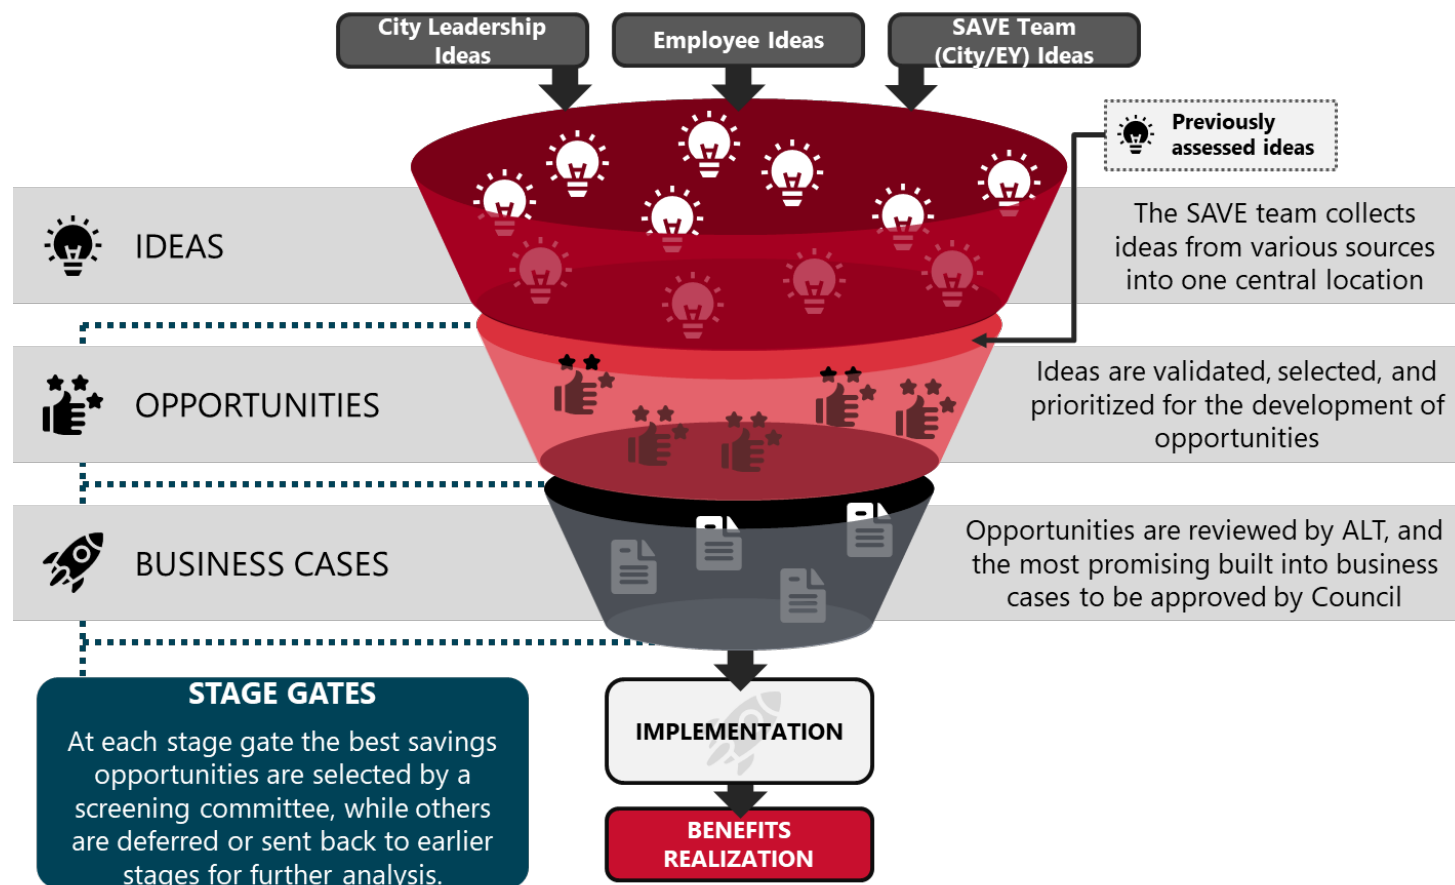 City Leadership
Ideas
Employee Ideas
SAVE Team
(City/EY) Ideas
Previously
assessed ideas
IDEAS
The SAVE team collects
ideas from various sources
into one central location
OPPORTUNITIES
Ideas are validated, selected, and
prioritized for the development of
opportunities
BUSINESS CASES
Opportunities are reviewed by ALT, and
the most promising built into business
cases to be approved by Council
STAGE GATES
At each stage gate the best savings
opportunities are selected by a
screening committee, while others
are deferred or sent back to earlier
stages for further analysis.
IMPLEMENTATION
BENEFITS
REALIZATION